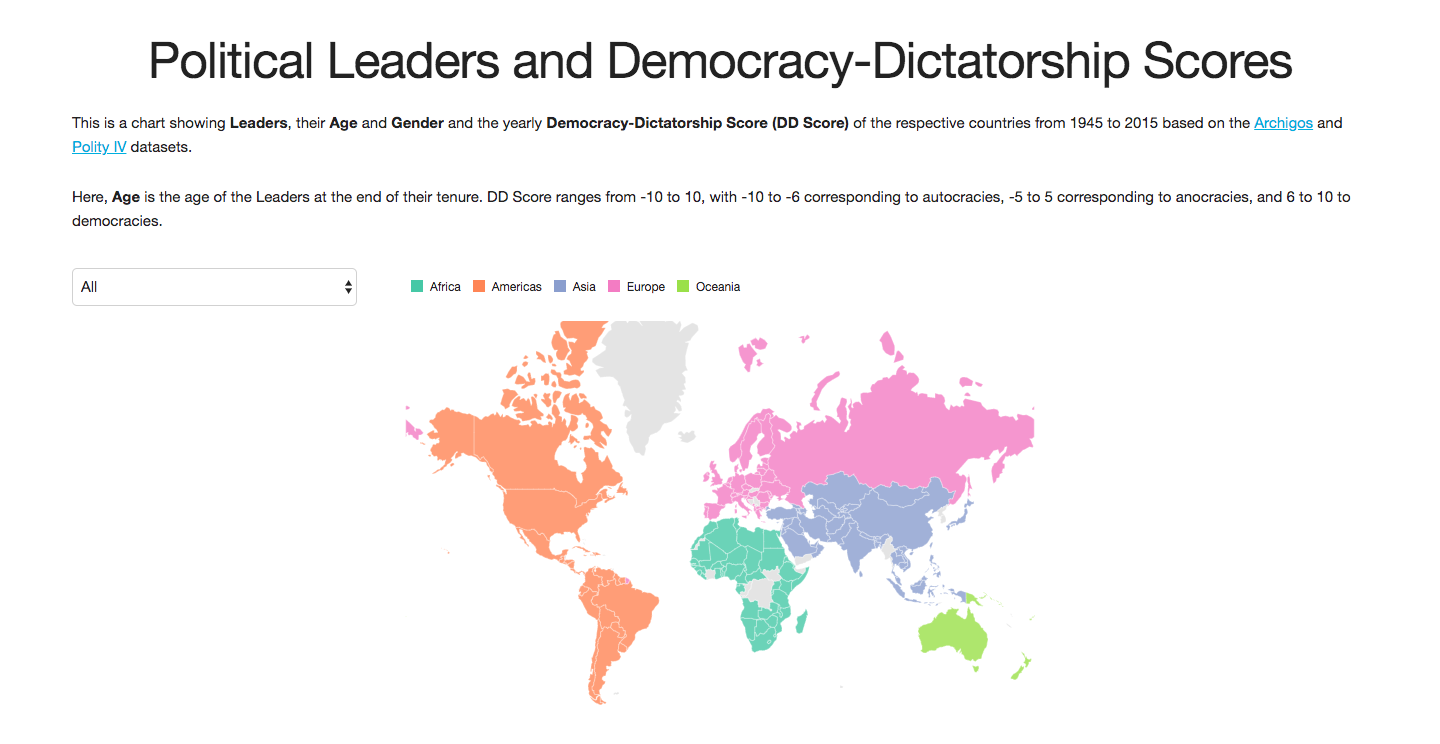 Political Leaders and Democracy-Dictatorship Scores
This is a chart showing Leaders, their Age and Gender and the yearly Democracy-Dictatorship Score (DD Score) of the respective countries from 1945 to 2015 based on the Archigos and
Polity IV datasets.
Here, Age is the age of the Leaders at the end of their tenure. DD Score ranges from -10 to 10, with -10 to -6 corresponding to autocracies, -5 to 5 corresponding to anocracies, and 6 to 10 to
democracies.
All
Africa Americas Asia Europe Oceania